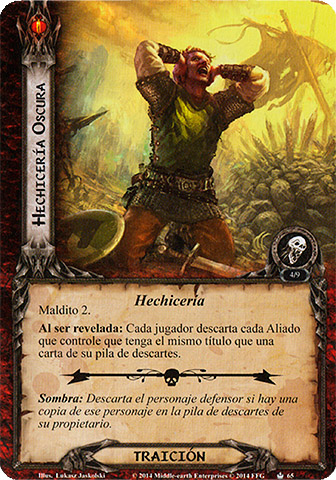 Hechicería Oscura
4/9
Hechicería
Maldito 2.
Al ser revelada: Cada jugador descarta cada Aliado
que controle que tenga el mismo título que una
carta de su pila de descartes.
Sombra: Descarta el personaje defensor si hay una
copia de ese personaje en la pila de descartes de
su propietario.
TRAICIÓN
Illus. Lukasz Jaskolski © 2014 Middle-earth Enterprises © 2014 FFG 65